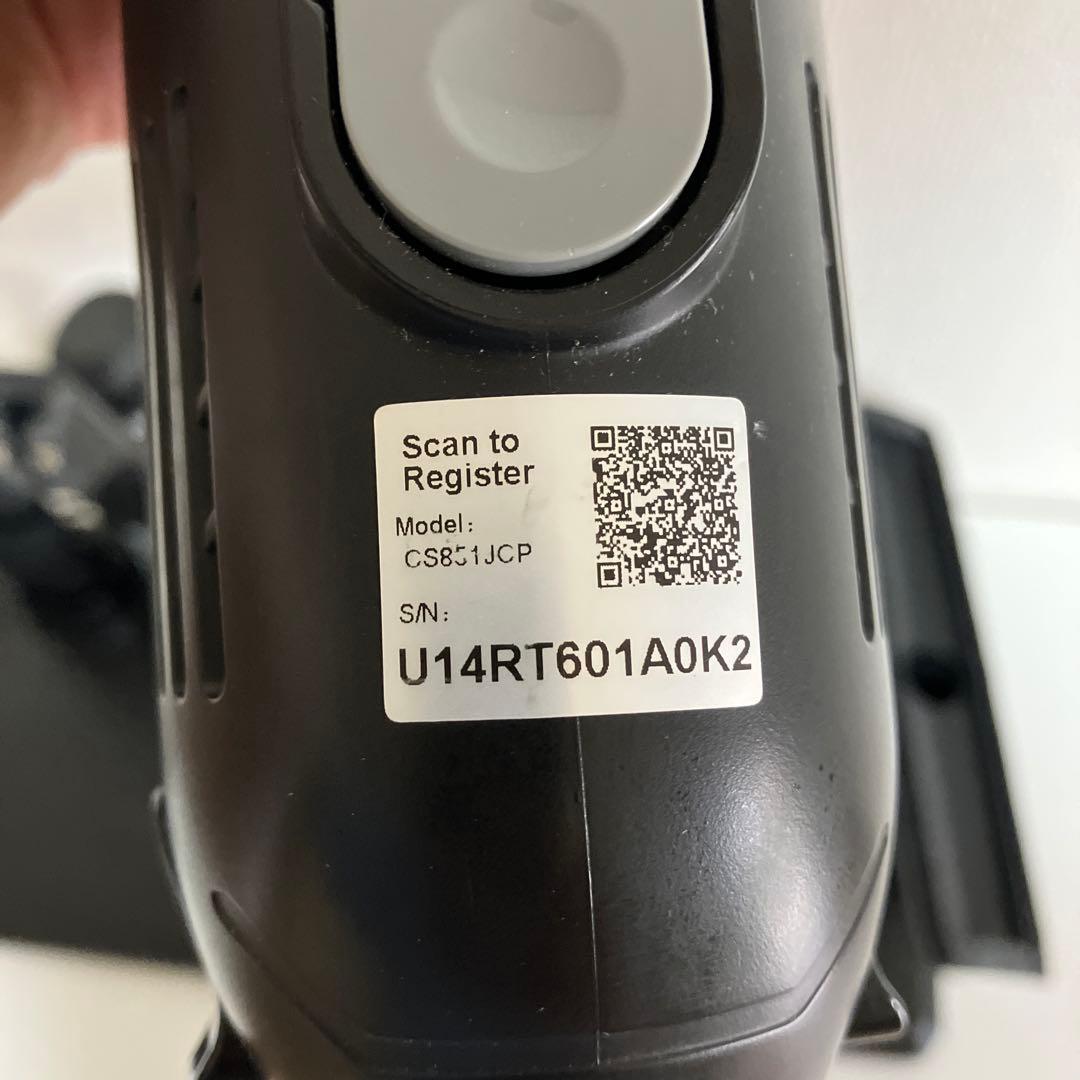 Scan to
Register
Model:
CS851JCP
S/N:
U14RT601A0K2